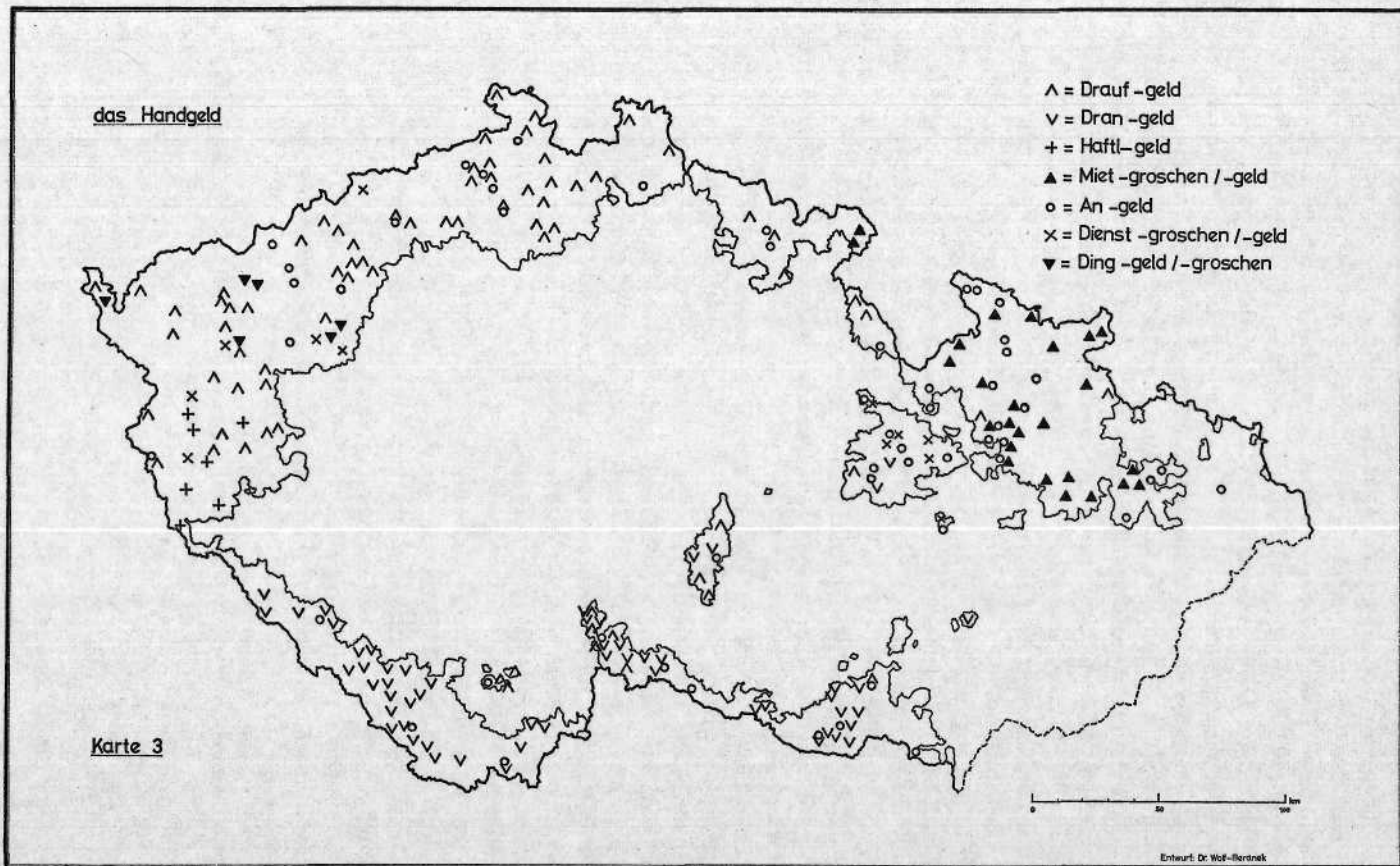 das Handgeld
∧ = Drauf -geld
∨ = Dran -geld
+ = Haftl-geld
▲ = Miet -groschen / -geld
o = An -geld
× = Dienst -groschen / -geld
▼ = Ding -geld / -groschen
Karte 3
0 50 100 km
Entwurf: Dr. Wolf-Beranek